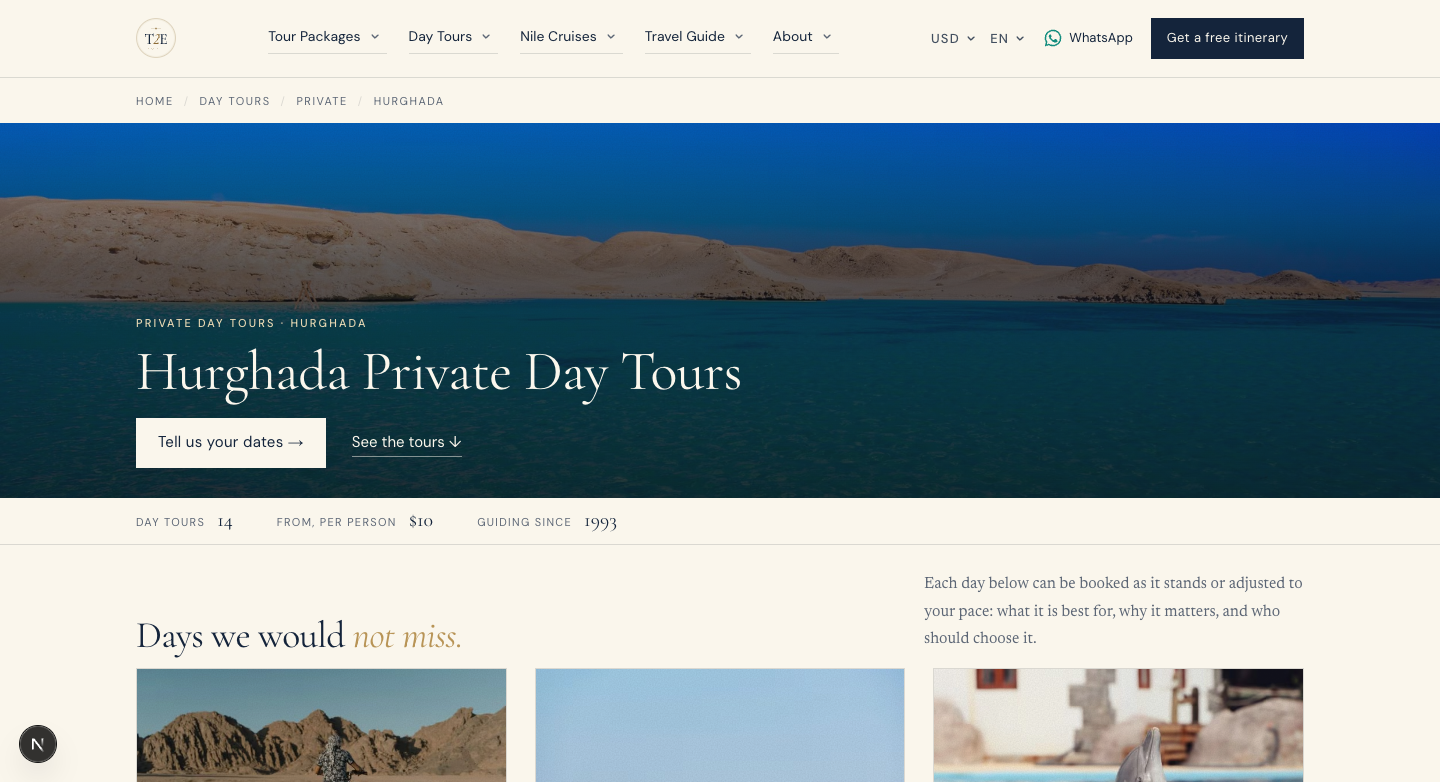 T2E
Tour Packages
Day Tours
Nile Cruises
Travel Guide
About
USD
EN
WhatsApp
Get a free itinerary
HOME / DAY TOURS / PRIVATE / HURGHADA
PRIVATE DAY TOURS · HURGHADA
Hurghada Private Day Tours
Tell us your dates →
See the tours ↓
DAY TOURS 14
FROM, PER PERSON $10
GUIDING SINCE 1993
Each day below can be booked as it stands or adjusted to
your pace: what it is best for, why it matters, and who
should choose it.
Days we would not miss.
N